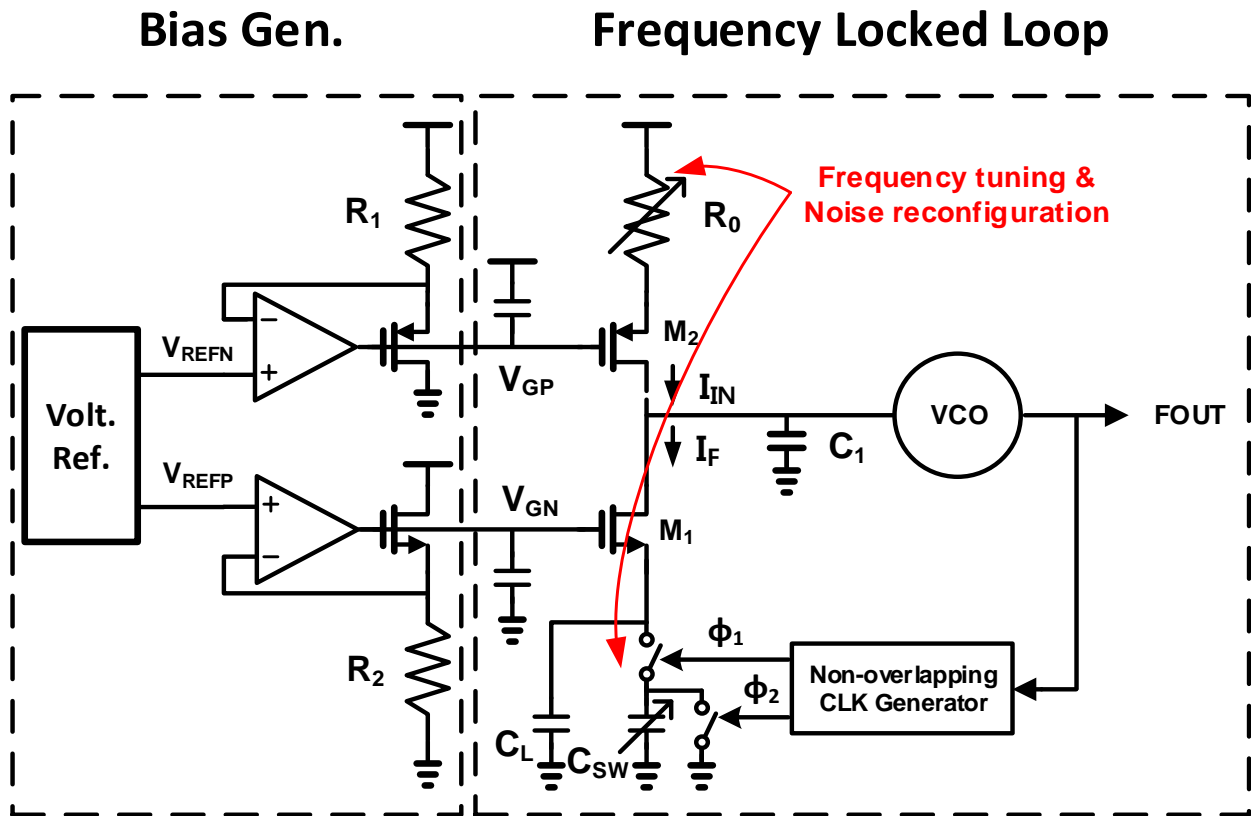 Bias Gen.
Frequency Locked Loop
R1
R0
Frequency tuning &
Noise reconfiguration
−
+
VREFN
VGP
M2
IIN
Volt.
Ref.
VCO
FOUT
IF
C1
VREFP
+
−
VGN
M1
R2
ϕ1
ϕ2
Non-overlapping
CLK Generator
CL
CSW